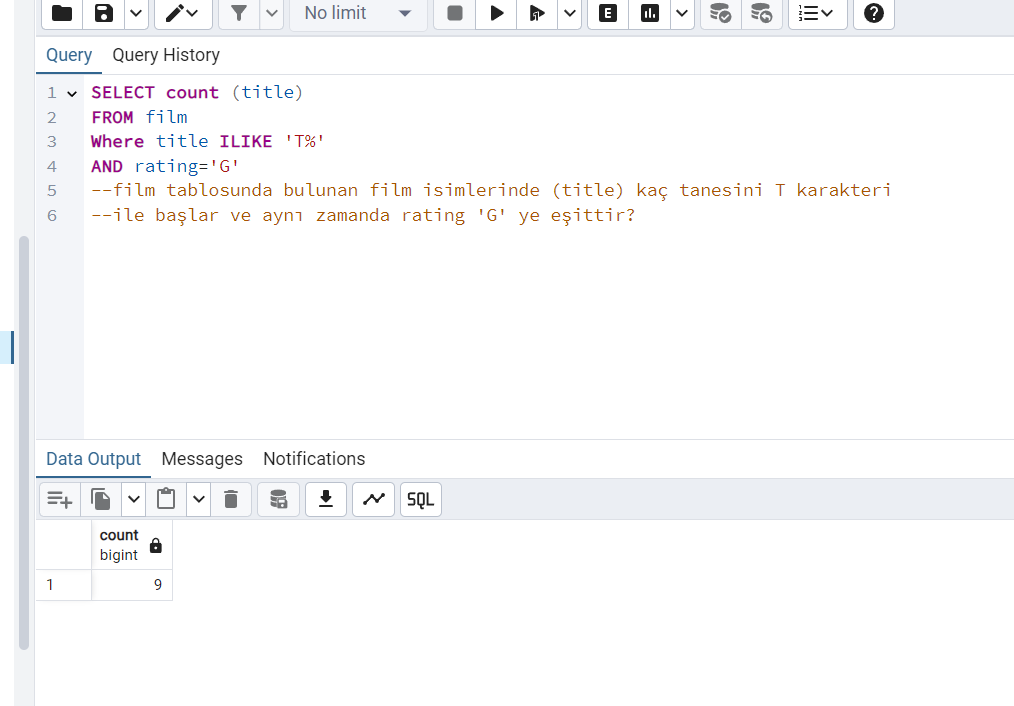 No limit
E
Query Query History
1 SELECT count (title)
2 FROM film
3 Where title ILIKE 'T%'
4 AND rating='G'
5 --film tablosunda bulunan film isimlerinde (title) kaç tanesini T karakteri
6 --ile başlar ve aynı zamanda rating 'G' ye eşittir?
Data Output Messages Notifications
SQL
count
bigint
1 9